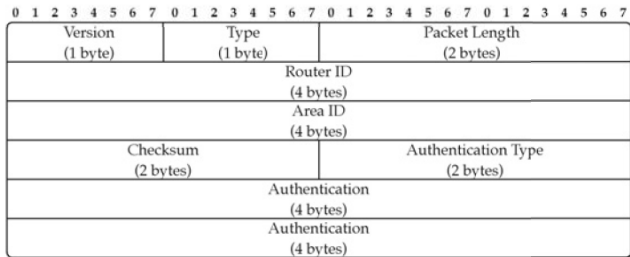 0 1 2 3 4 5 6 7 0 1 2 3 4 5 6 7 0 1 2 3 4 5 6 7 0 1 2 3 4 5 6 7
Version Type Packet Length
(1 byte) (1 byte) (2 bytes)
Router ID
(4 bytes)
Area ID
(4 bytes)
Checksum Authentication Type
(2 bytes) (2 bytes)
Authentication
(4 bytes)
Authentication
(4 bytes)